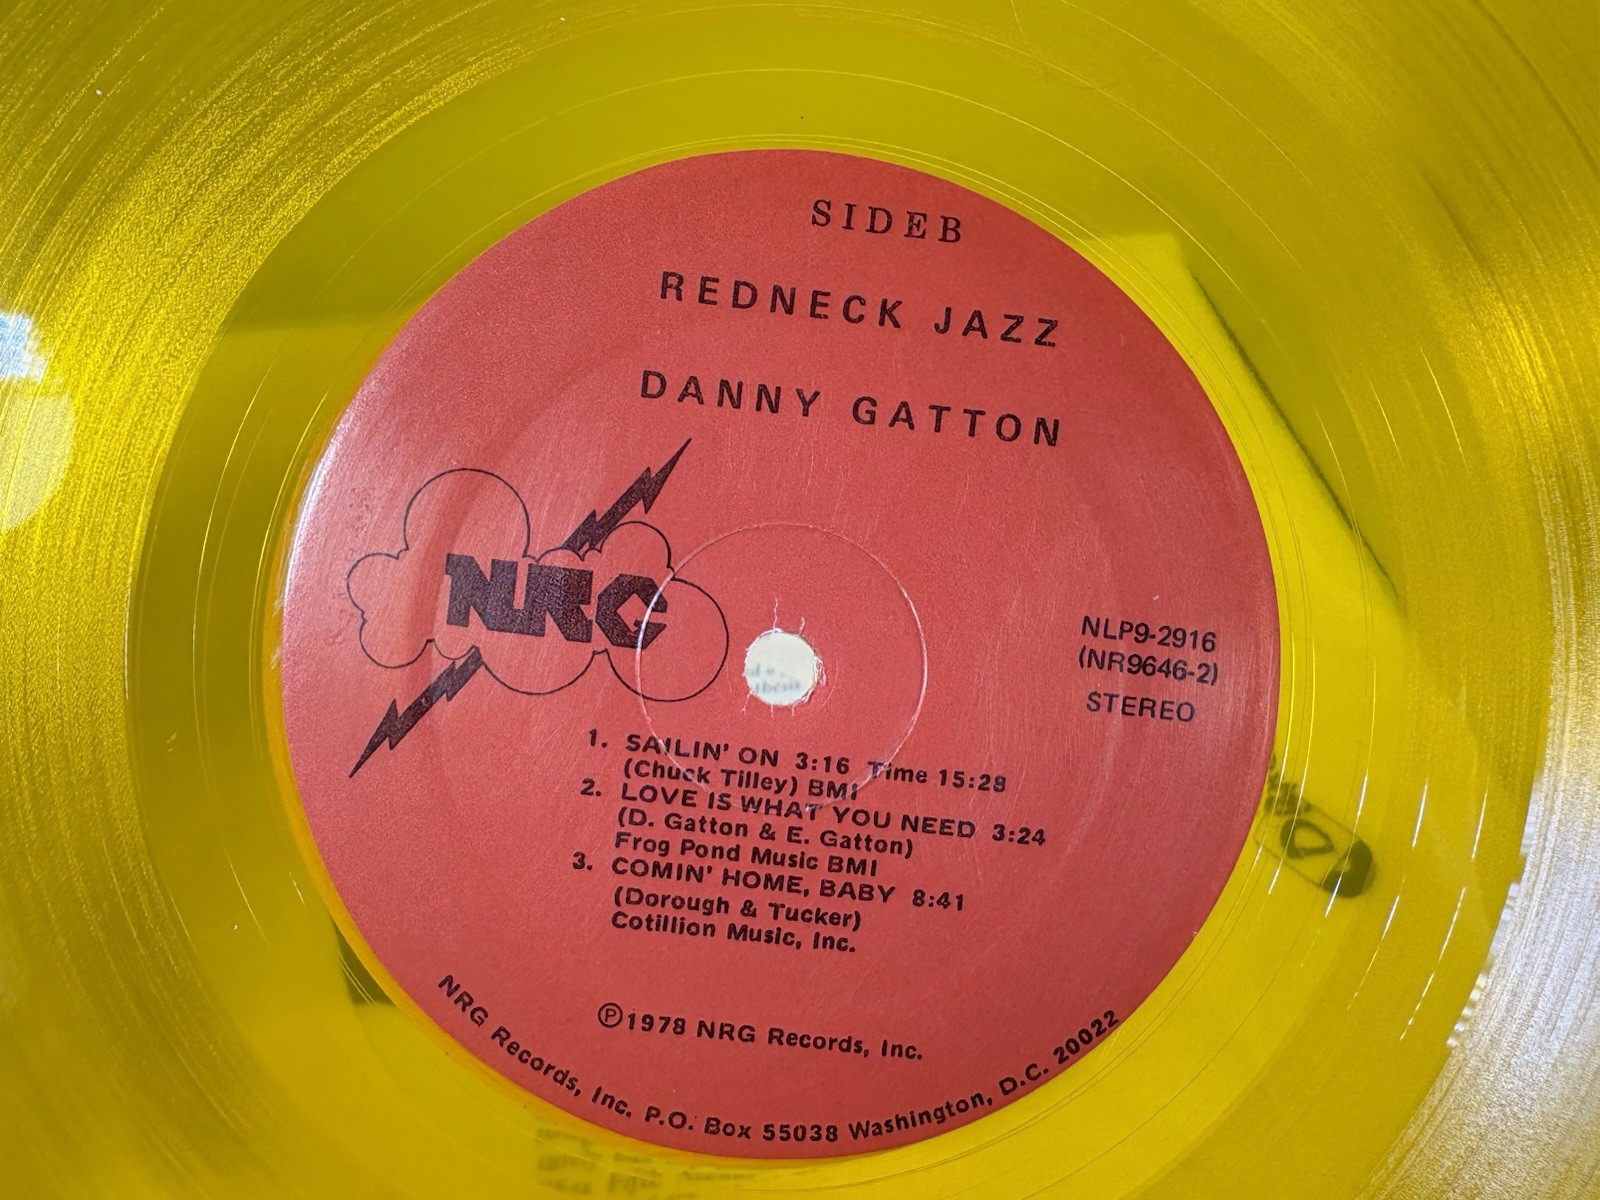 SIDEB
REDNECK JAZZ
DANNY GATTON
NRG
NLP9-2916
(NR9646-2)
STEREO
1. SAILIN' ON 3:16 Time 15:28
(Chuck Tilley) BMI
2. LOVE IS WHAT YOU NEED 3:24
(D. Gatton & E. Gatton)
Frog Pond Music BMI
3. COMIN' HOME, BABY 8:41
(Dorough & Tucker)
Cotillion Music, Inc.
Ⓟ1978 NRG Records, Inc.
NRG Records, Inc. P.O. Box 55038 Washington, D.C. 20022